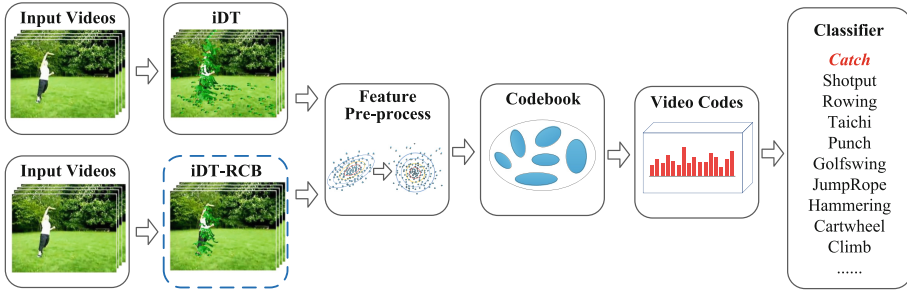 Input Videos
iDT
Input Videos
iDT-RCB
Feature
Pre-process
Codebook
Video Codes
Classifier
Catch
Shotput
Rowing
Taichi
Punch
Golfswing
JumpRope
Hammering
Cartwheel
Climb
......